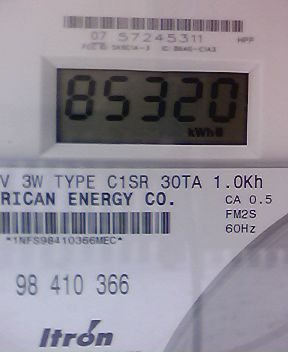 07 57245311 HPP
85320
kWh
V 3W TYPE C1SR 30TA 1.0Kh
RICAN ENERGY CO. CA 0.5
FM2S
*1NFS98410366MEC* 60Hz
98 410 366
Itron